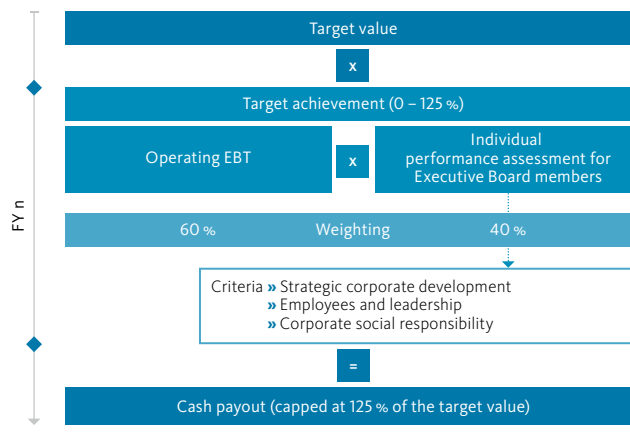 Target value
x
Target achievement (0 – 125 %)
Operating EBT
x
Individual
performance assessment for
Executive Board members
FY n
60 %
Weighting
40 %
Criteria » Strategic corporate development
» Employees and leadership
» Corporate social responsibility
=
Cash payout (capped at 125 % of the target value)